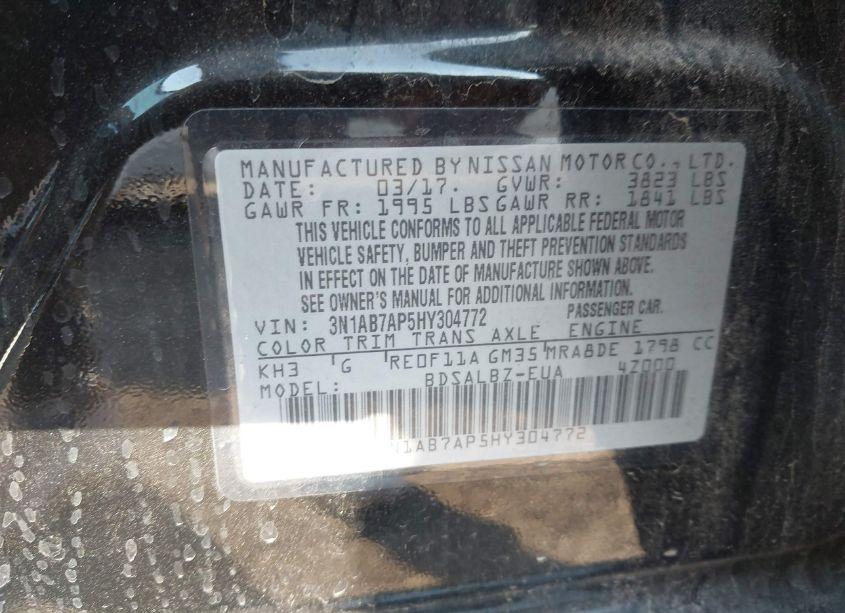 MANUFACTURED BY NISSAN MOTOR CO., LTD.
DATE: 03/17. GVWR: 3823 LBS
GAWR FR: 1995 LBS GAWR RR: 1841 LBS
THIS VEHICLE CONFORMS TO ALL APPLICABLE FEDERAL MOTOR
VEHICLE SAFETY, BUMPER AND THEFT PREVENTION STANDARDS
IN EFFECT ON THE DATE OF MANUFACTURE SHOWN ABOVE.
SEE OWNER'S MANUAL FOR ADDITIONAL INFORMATION.
VIN: 3N1AB7AP5HY304772 PASSENGER CAR.
COLOR TRIM TRANS AXLE ENGINE
KH3 G RE0F11A GM35 MRA8DE 1798 CC
MODEL: BDSALBZ-EUA 4Z000
N1AB7AP5HY304772